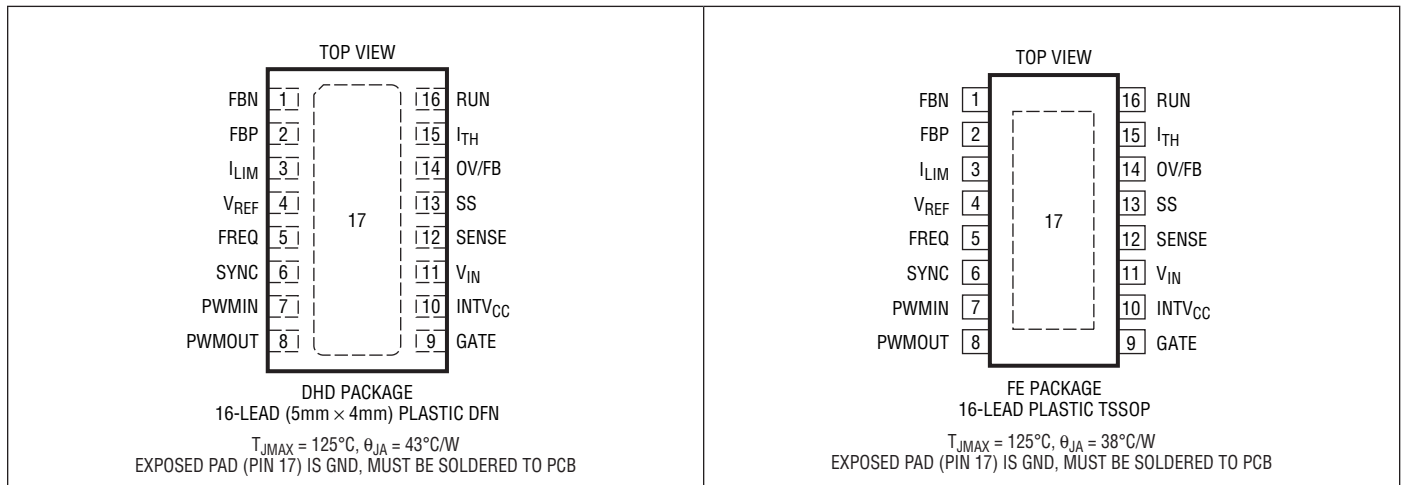 TOP VIEW
FBN 1 16 RUN
FBP 2 15 ITH
ILIM 3 14 OV/FB
VREF 4 13 SS
17
FREQ 5 12 SENSE
SYNC 6 11 VIN
PWMIN 7 10 INTVCC
PWMOUT 8 9 GATE
DHD PACKAGE
16-LEAD (5mm × 4mm) PLASTIC DFN
TJMAX = 125°C, θJA = 43°C/W
EXPOSED PAD (PIN 17) IS GND, MUST BE SOLDERED TO PCB
TOP VIEW
FBN 1 16 RUN
FBP 2 15 ITH
ILIM 3 14 OV/FB
VREF 4 13 SS
17
FREQ 5 12 SENSE
SYNC 6 11 VIN
PWMIN 7 10 INTVCC
PWMOUT 8 9 GATE
FE PACKAGE
16-LEAD PLASTIC TSSOP
TJMAX = 125°C, θJA = 38°C/W
EXPOSED PAD (PIN 17) IS GND, MUST BE SOLDERED TO PCB